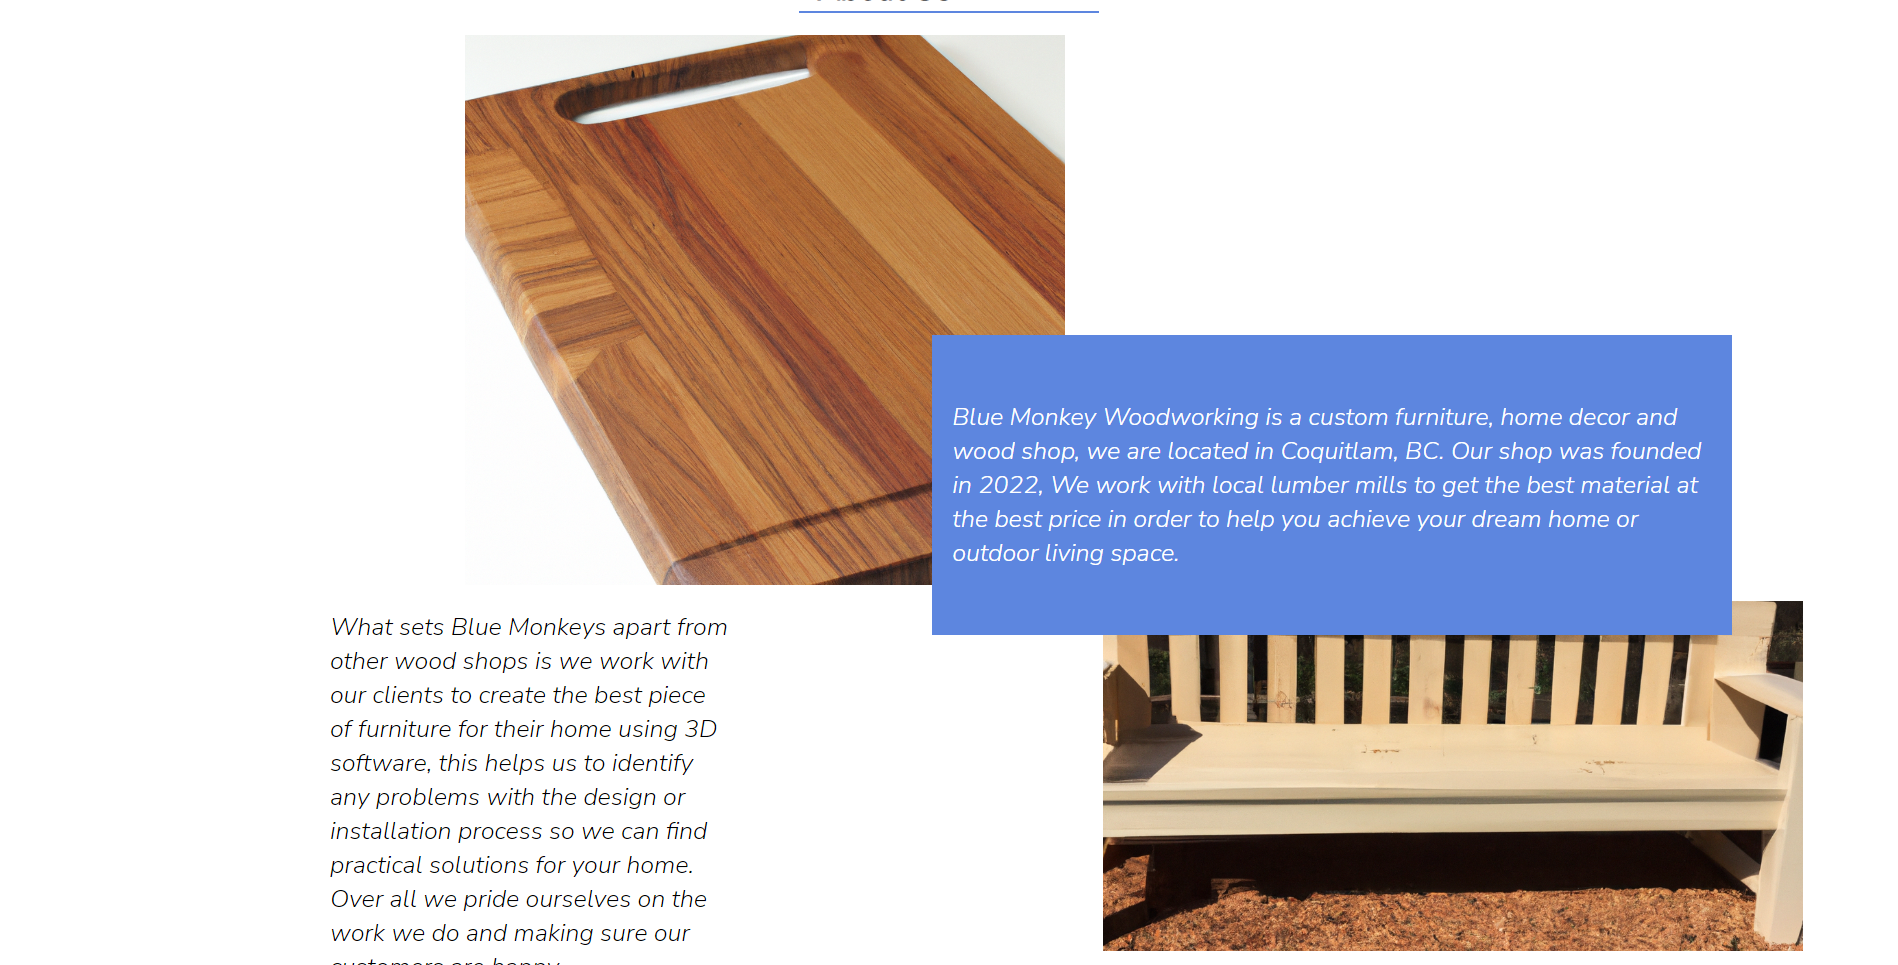 About Us
Blue Monkey Woodworking is a custom furniture, home decor and
wood shop, we are located in Coquitlam, BC. Our shop was founded
in 2022, We work with local lumber mills to get the best material at
the best price in order to help you achieve your dream home or
outdoor living space.
What sets Blue Monkeys apart from
other wood shops is we work with
our clients to create the best piece
of furniture for their home using 3D
software, this helps us to identify
any problems with the design or
installation process so we can find
practical solutions for your home.
Over all we pride ourselves on the
work we do and making sure our
customers are happy